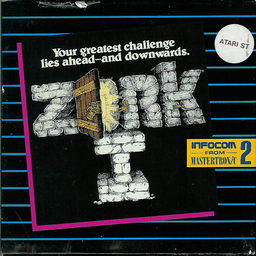 Your greatest challenge
lies ahead—and downwards.
ATARI ST
ZORK
I
INFOCOM
FROM
MASTERTRONIC
2